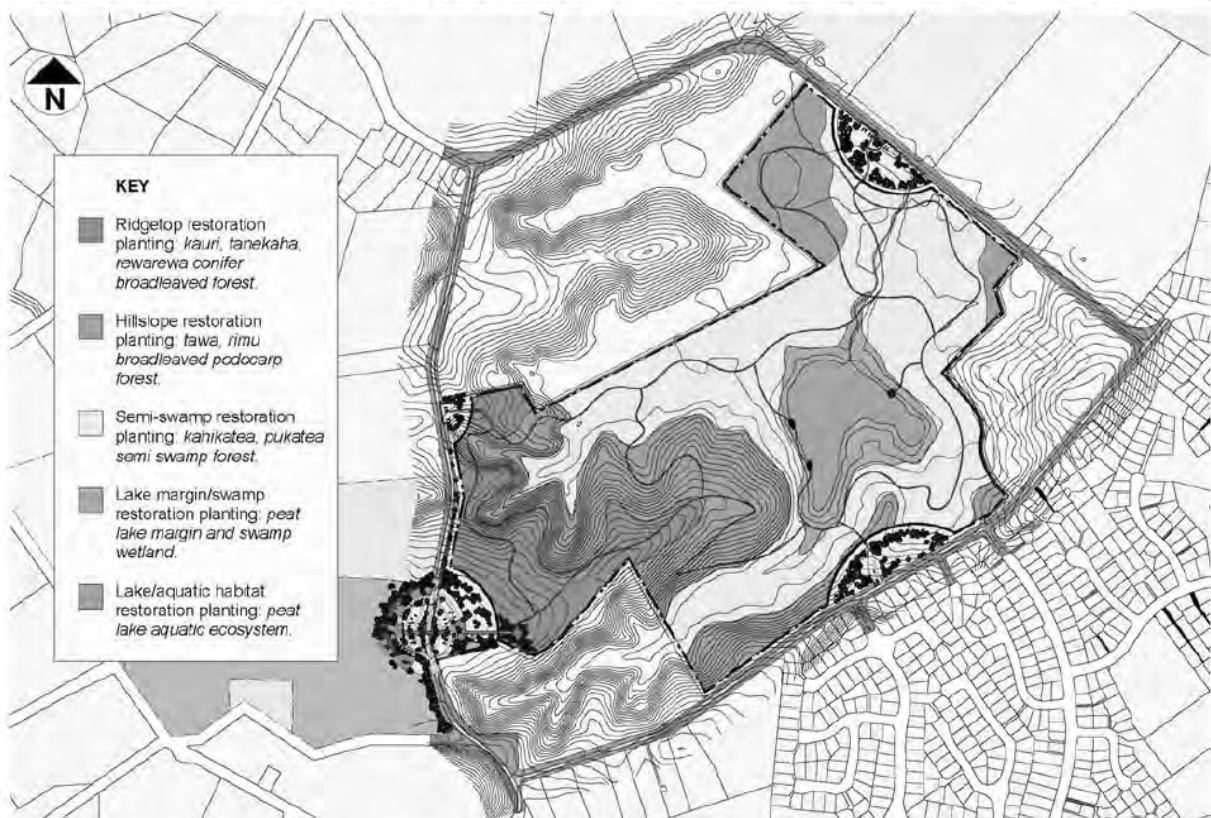 N
KEY
Ridgetop restoration
planting: kauri, tanekaha,
rewarewa conifer
broadleaved forest.
Hillslope restoration
planting: tawa, rimu
broadleaved podocarp
forest.
Semi-swamp restoration
planting: kahikatea, pukatea
semi swamp forest.
Lake margin/swamp
restoration planting: peat
lake margin and swamp
wetland.
Lake/aquatic habitat
restoration planting: peat
lake aquatic ecosystem.